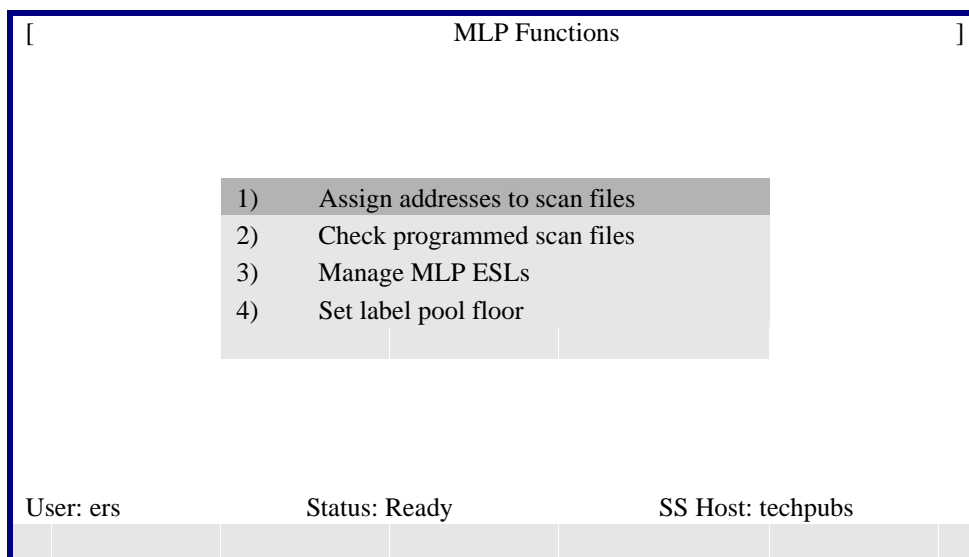 [ MLP Functions ]
1) Assign addresses to scan files
2) Check programmed scan files
3) Manage MLP ESLs
4) Set label pool floor
User: ers Status: Ready SS Host: techpubs